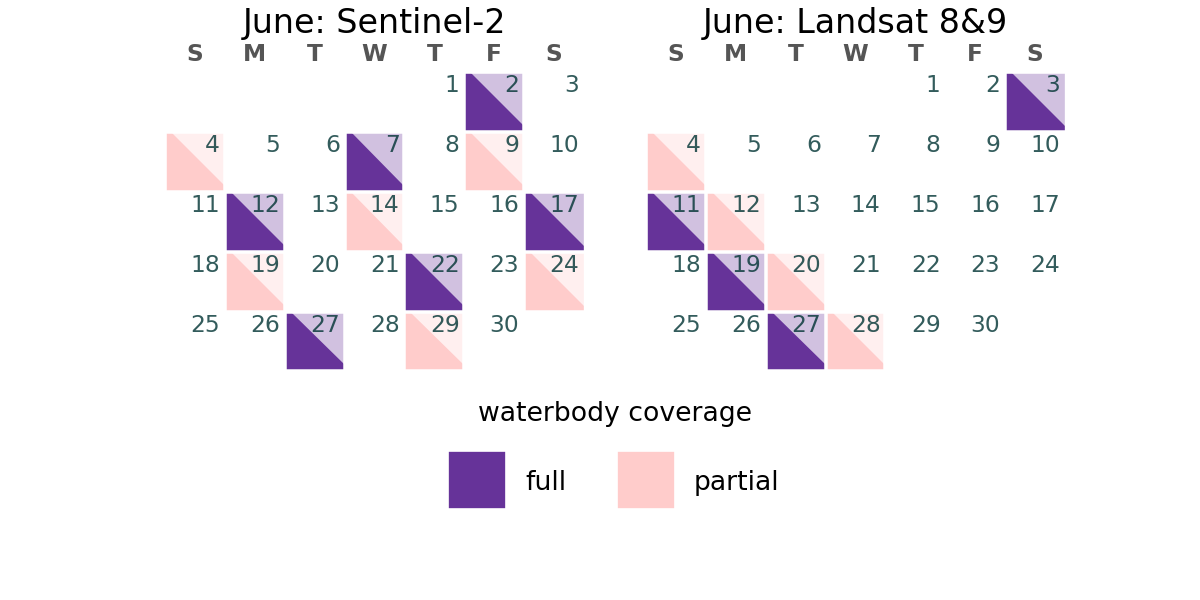 June: Sentinel-2
S M T W T F S
1 2 3
4 5 6 7 8 9 10
11 12 13 14 15 16 17
18 19 20 21 22 23 24
25 26 27 28 29 30
June: Landsat 8&9
S M T W T F S
1 2 3
4 5 6 7 8 9 10
11 12 13 14 15 16 17
18 19 20 21 22 23 24
25 26 27 28 29 30
waterbody coverage
full partial